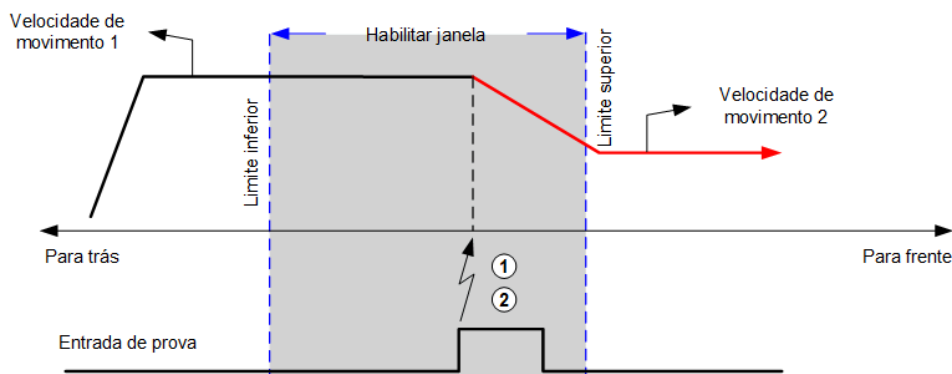 Velocidade de
movimento 1
Habilitar janela
Limite inferior
Limite superior
Velocidade de
movimento 2
Para trás
Para frente
1
2
Entrada de prova